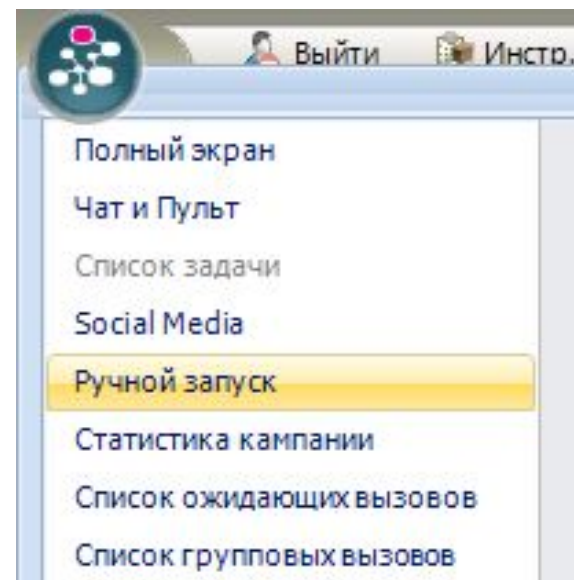 Выйти Инстр.
Полный экран
Чат и Пульт
Список задачи
Social Media
Ручной запуск
Статистика кампании
Список ожидающих вызовов
Список групповых вызовов